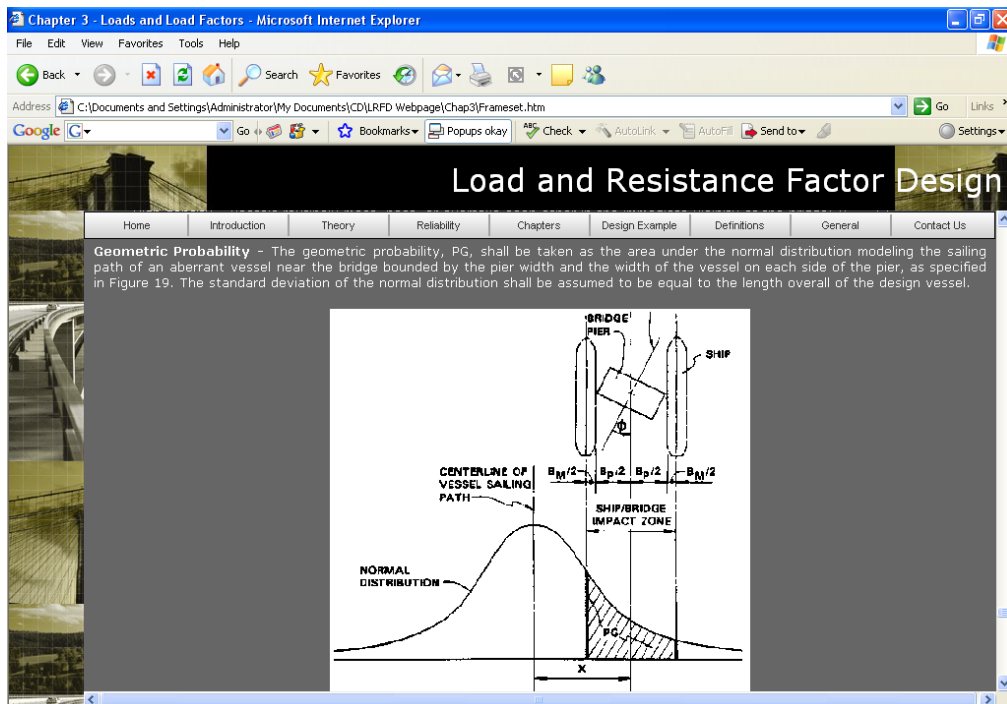 Chapter 3 - Loads and Load Factors - Microsoft Internet Explorer
File Edit View Favorites Tools Help
Back Search Favorites
Address C:\Documents and Settings\Administrator\My Documents\CD\LRFD Webpage\Chap3\Frameset.htm Go Links
Google G Go Bookmarks Popups okay ABC Check AutoLink AutoFill Send to Settings
Load and Resistance Factor Design
Home Introduction Theory Reliability Chapters Design Example Definitions General Contact Us
Geometric Probability - The geometric probability, PG, shall be taken as the area under the normal distribution modeling the sailing
path of an aberrant vessel near the bridge bounded by the pier width and the width of the vessel on each side of the pier, as specified
in Figure 19. The standard deviation of the normal distribution shall be assumed to be equal to the length overall of the design vessel.
BRIDGE
PIER
SHIP
ϕ
CENTERLINE OF
VESSEL SAILING
PATH
BM/2 BP/2 BP/2 BM/2
SHIP/BRIDGE
IMPACT ZONE
NORMAL
DISTRIBUTION
PG
X